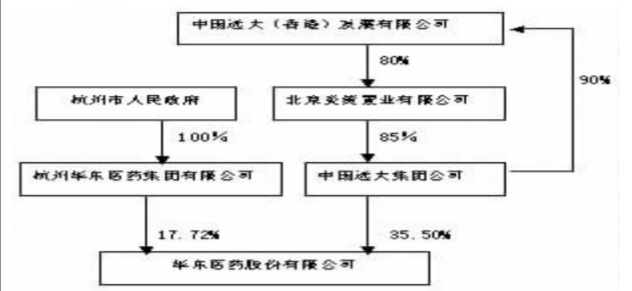 中国远大（香港）发展有限公司
80%
90%
杭州市人民政府
北京炎黄置业有限公司
100%
85%
杭州华东医药集团有限公司
中国远大集团公司
17.72%
35.50%
华东医药股份有限公司